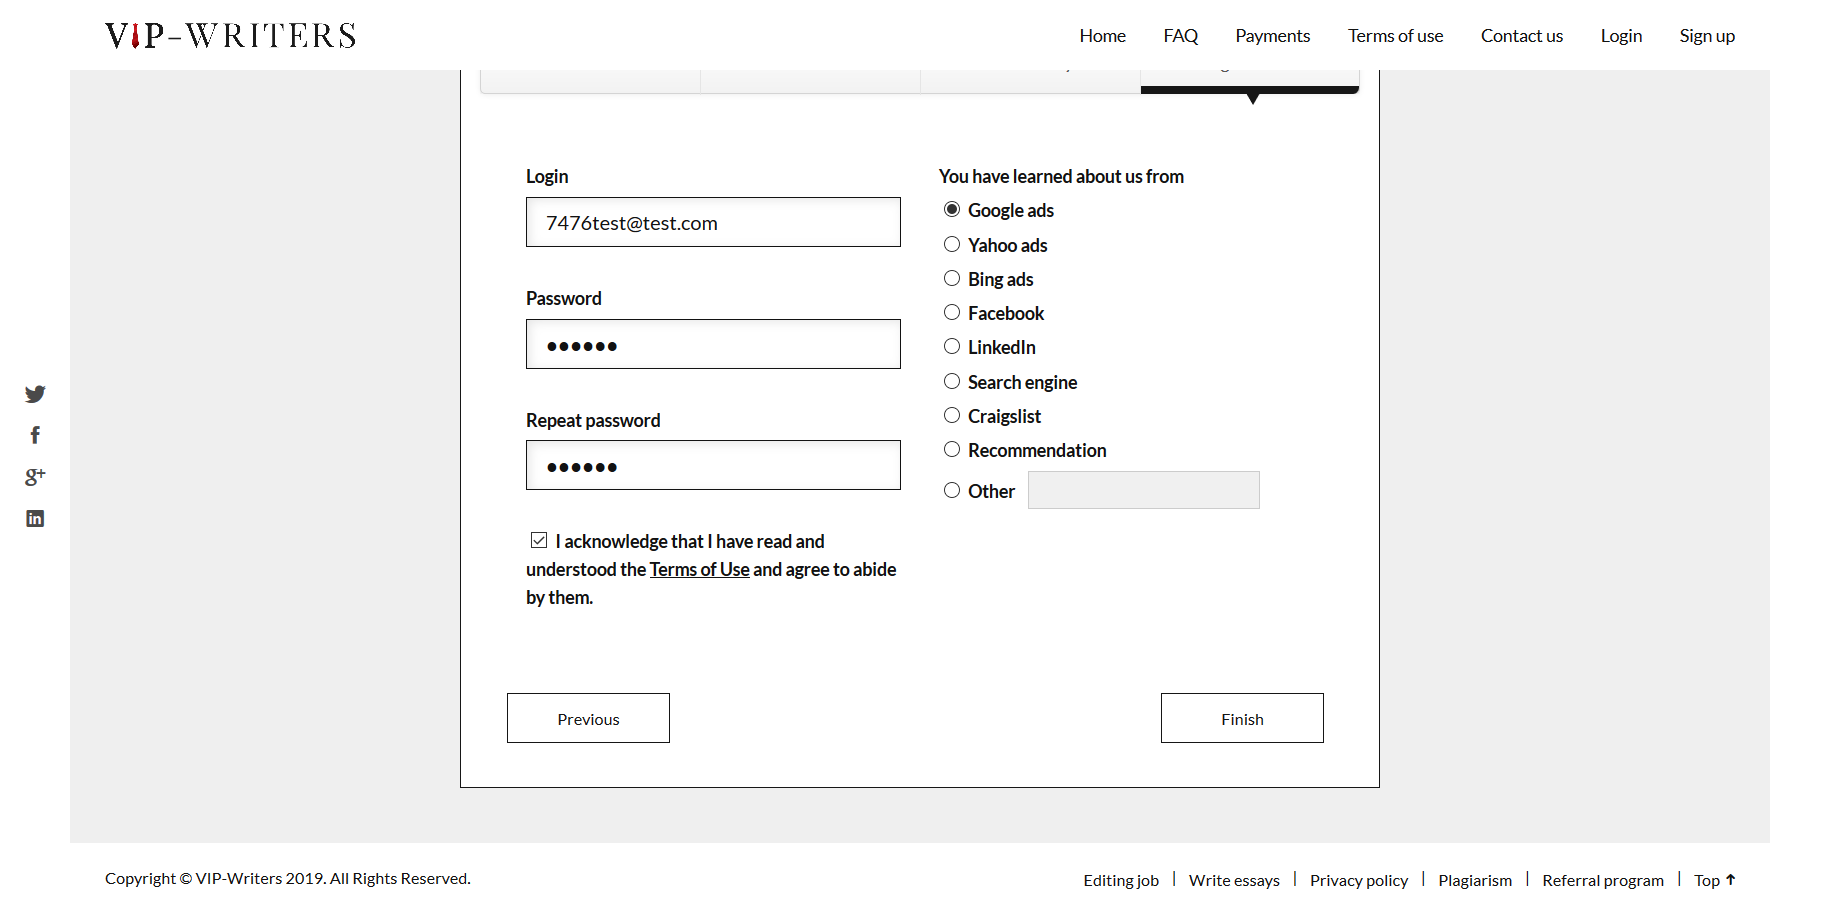 VIP-WRITERS
Home FAQ Payments Terms of use Contact us Login Sign up
Login
7476test@test.com
Password
Repeat password
I acknowledge that I have read and
understood the Terms of Use and agree to abide
by them.
You have learned about us from
Google ads
Yahoo ads
Bing ads
Facebook
LinkedIn
Search engine
Craigslist
Recommendation
Other
Previous
Finish
Copyright © VIP-Writers 2019. All Rights Reserved.
Editing job | Write essays | Privacy policy | Plagiarism | Referral program | Top